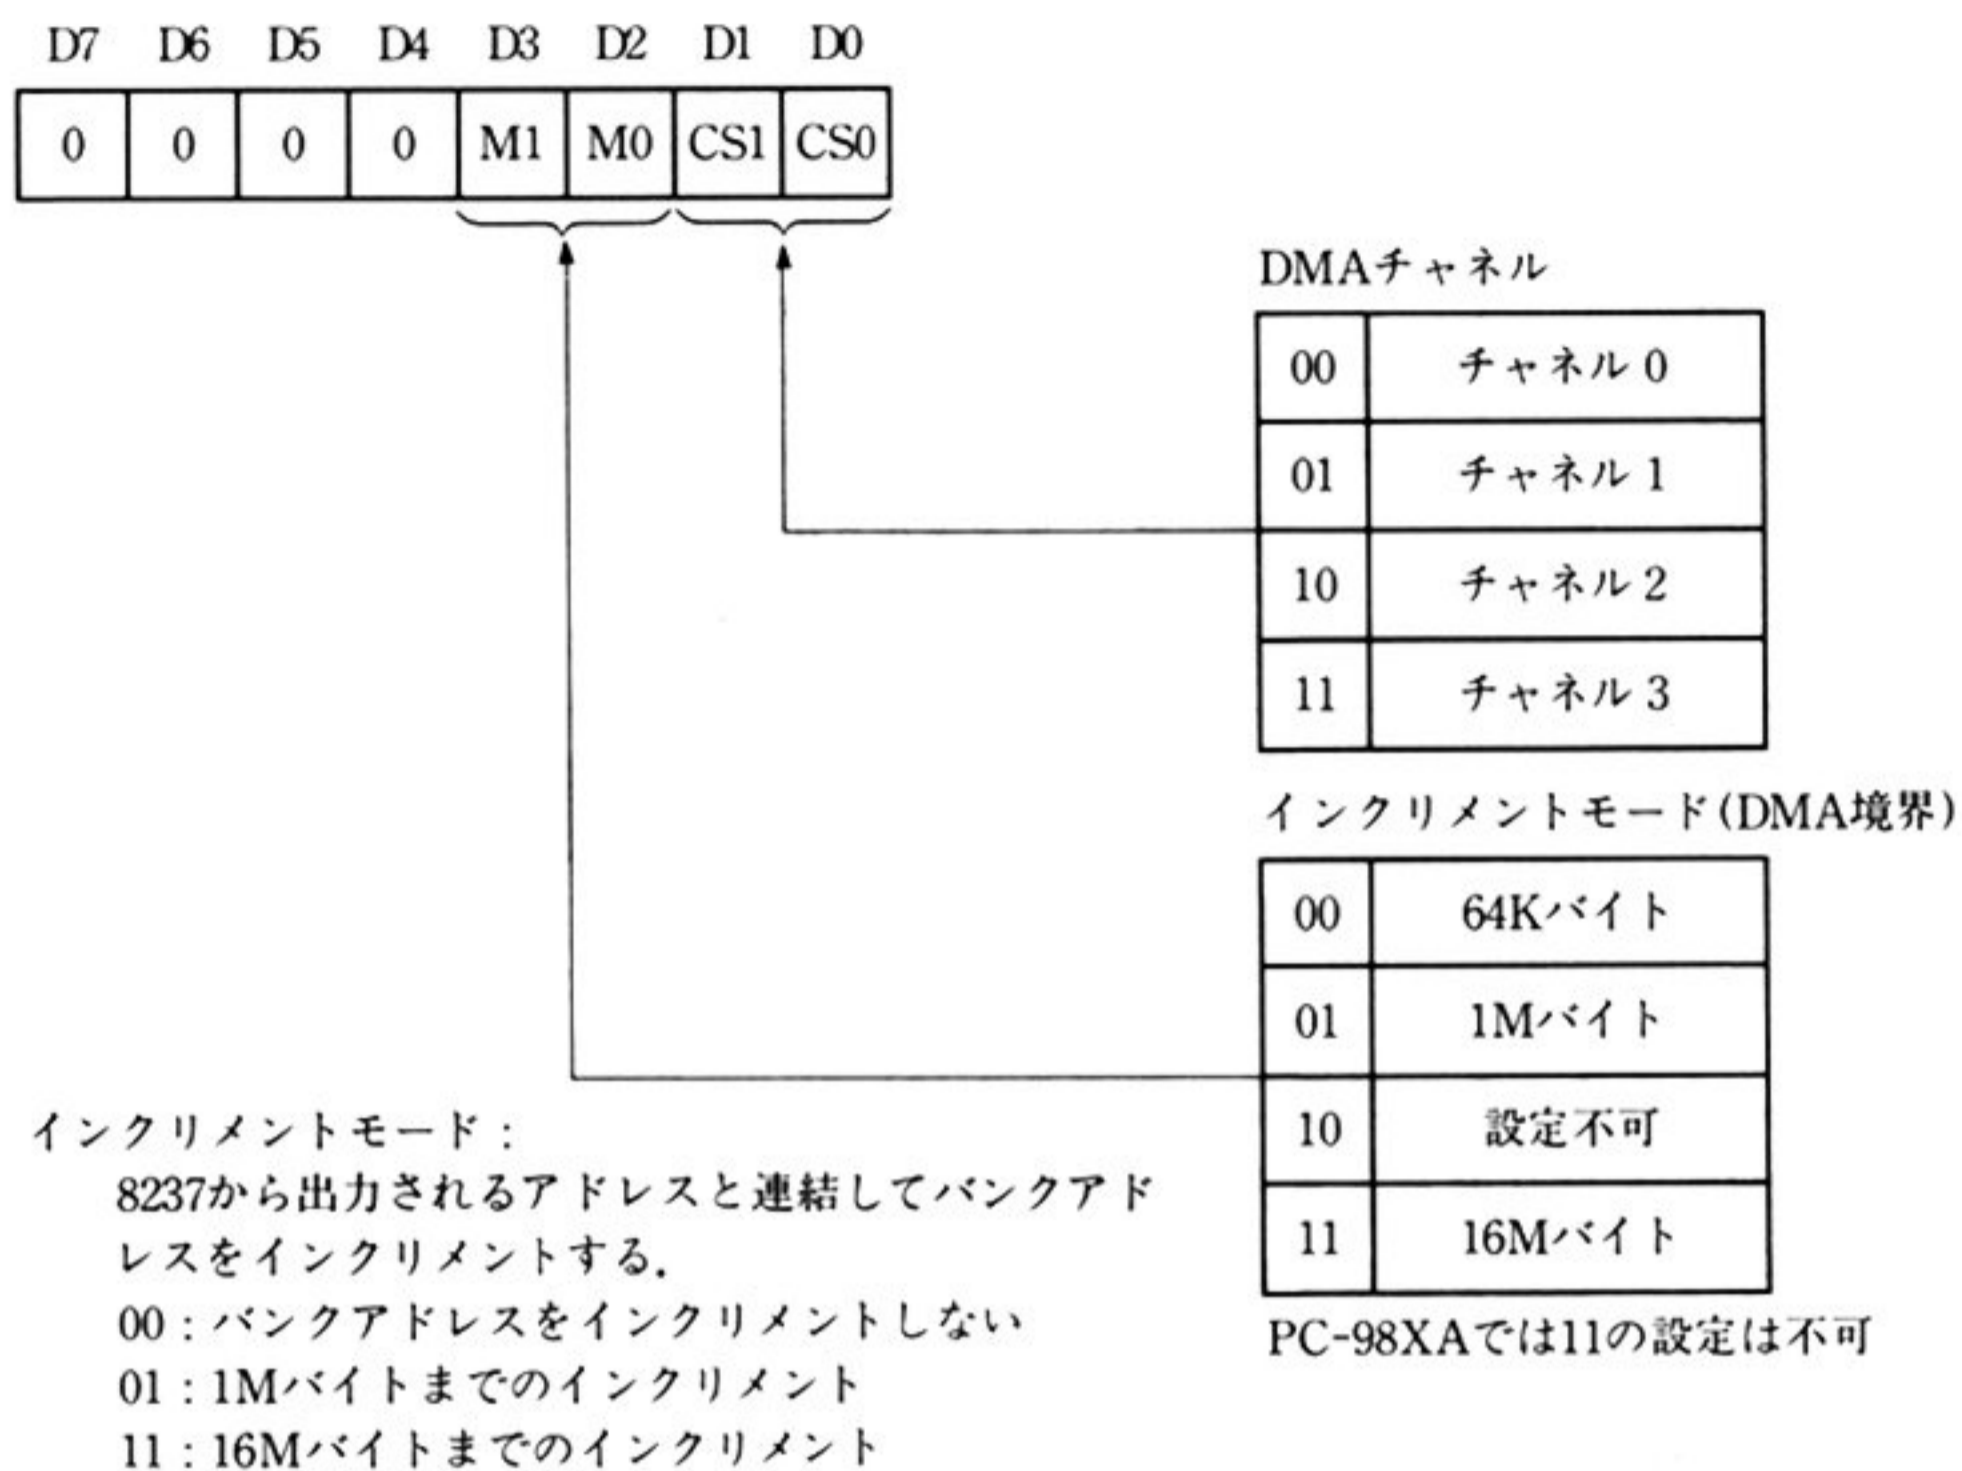 D7 D6 D5 D4 D3 D2 D1 D0
0 0 0 0 M1 M0 CS1 CS0
DMAチャネル
00 チャネル0
01 チャネル1
10 チャネル2
11 チャネル3
インクリメントモード(DMA境界)
00 64Kバイト
01 1Mバイト
10 設定不可
11 16Mバイト
PC-98XAでは11の設定は不可
インクリメントモード:
8237から出力されるアドレスと連結してバンクアド
レスをインクリメントする.
00:バンクアドレスをインクリメントしない
01:1Mバイトまでのインクリメント
11:16Mバイトまでのインクリメント